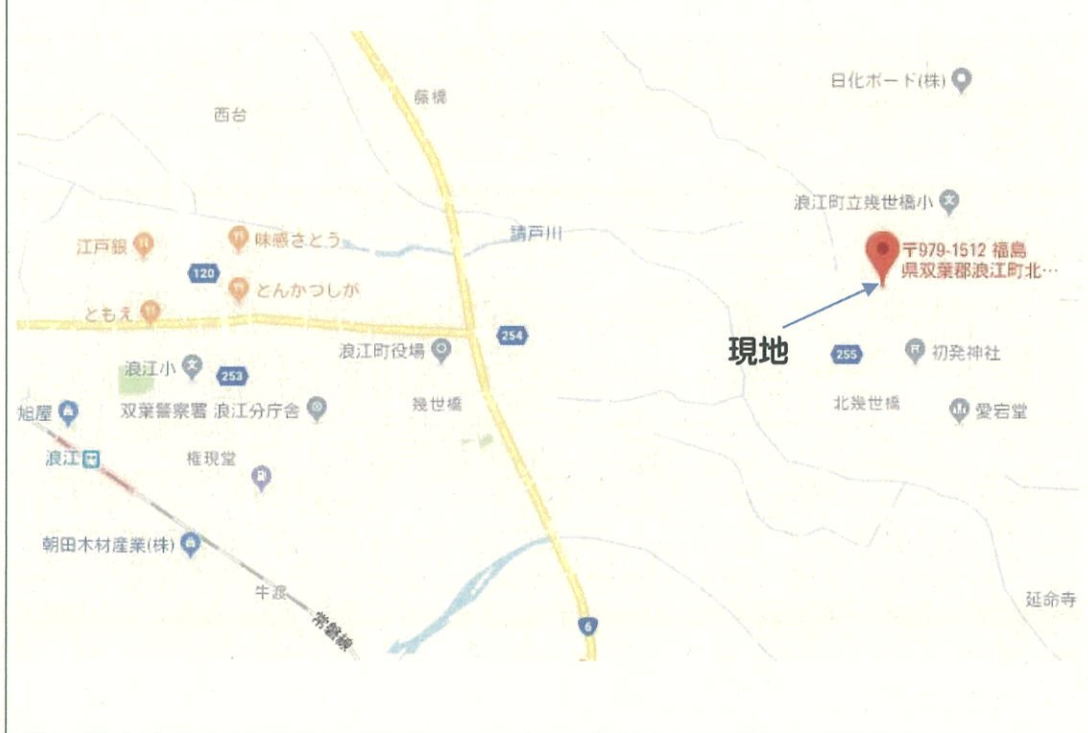 日化ボード(株)
藤橋
西台
浪江町立幾世橋小
請戸川
江戸銀
味感さとう
〒979-1512 福島
県双葉郡浪江町北…
120
とんかつしが
ともえ
254
現地
浪江町役場
255
初発神社
浪江小
253
旭屋
双葉警察署 浪江分庁舎
幾世橋
北幾世橋
愛宕堂
浪江
権現堂
朝田木材産業(株)
牛渡
常磐線
6
延命寺